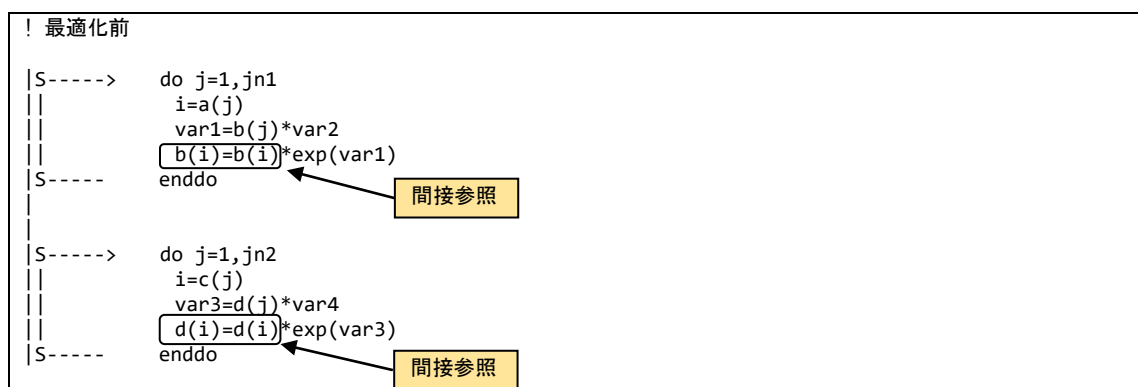 ! 最適化前
|S-----> do j=1,jn1
|| i=a(j)
|| var1=b(j)*var2
|| b(i)=b(i)*exp(var1)
|S----- enddo
間接参照
|
|
|S-----> do j=1,jn2
|| i=c(j)
|| var3=d(j)*var4
|| d(i)=d(i)*exp(var3)
|S----- enddo
間接参照